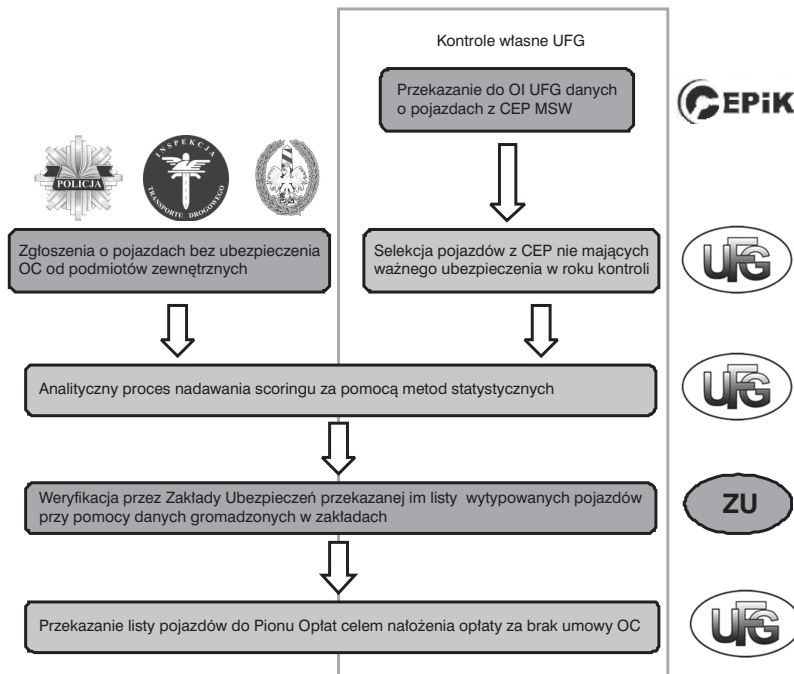 Kontrole własne UFG
Przekazanie do OI UFG danych
o pojazdach z CEP MSW
CEPiK
POLICJA
INSPEKCJA
TRANSPORTU DROGOWEGO
Zgłoszenia o pojazdach bez ubezpieczenia
OC od podmiotów zewnętrznych
Selekcja pojazdów z CEP nie mających
ważnego ubezpieczenia w roku kontroli
UFG
Analityczny proces nadawania scoringu za pomocą metod statystycznych
UFG
Weryfikacja przez Zakłady Ubezpieczeń przekazanej im listy wytypowanych pojazdów
przy pomocy danych gromadzonych w zakładach
ZU
Przekazanie listy pojazdów do Pionu Opłat celem nałożenia opłaty za brak umowy OC
UFG